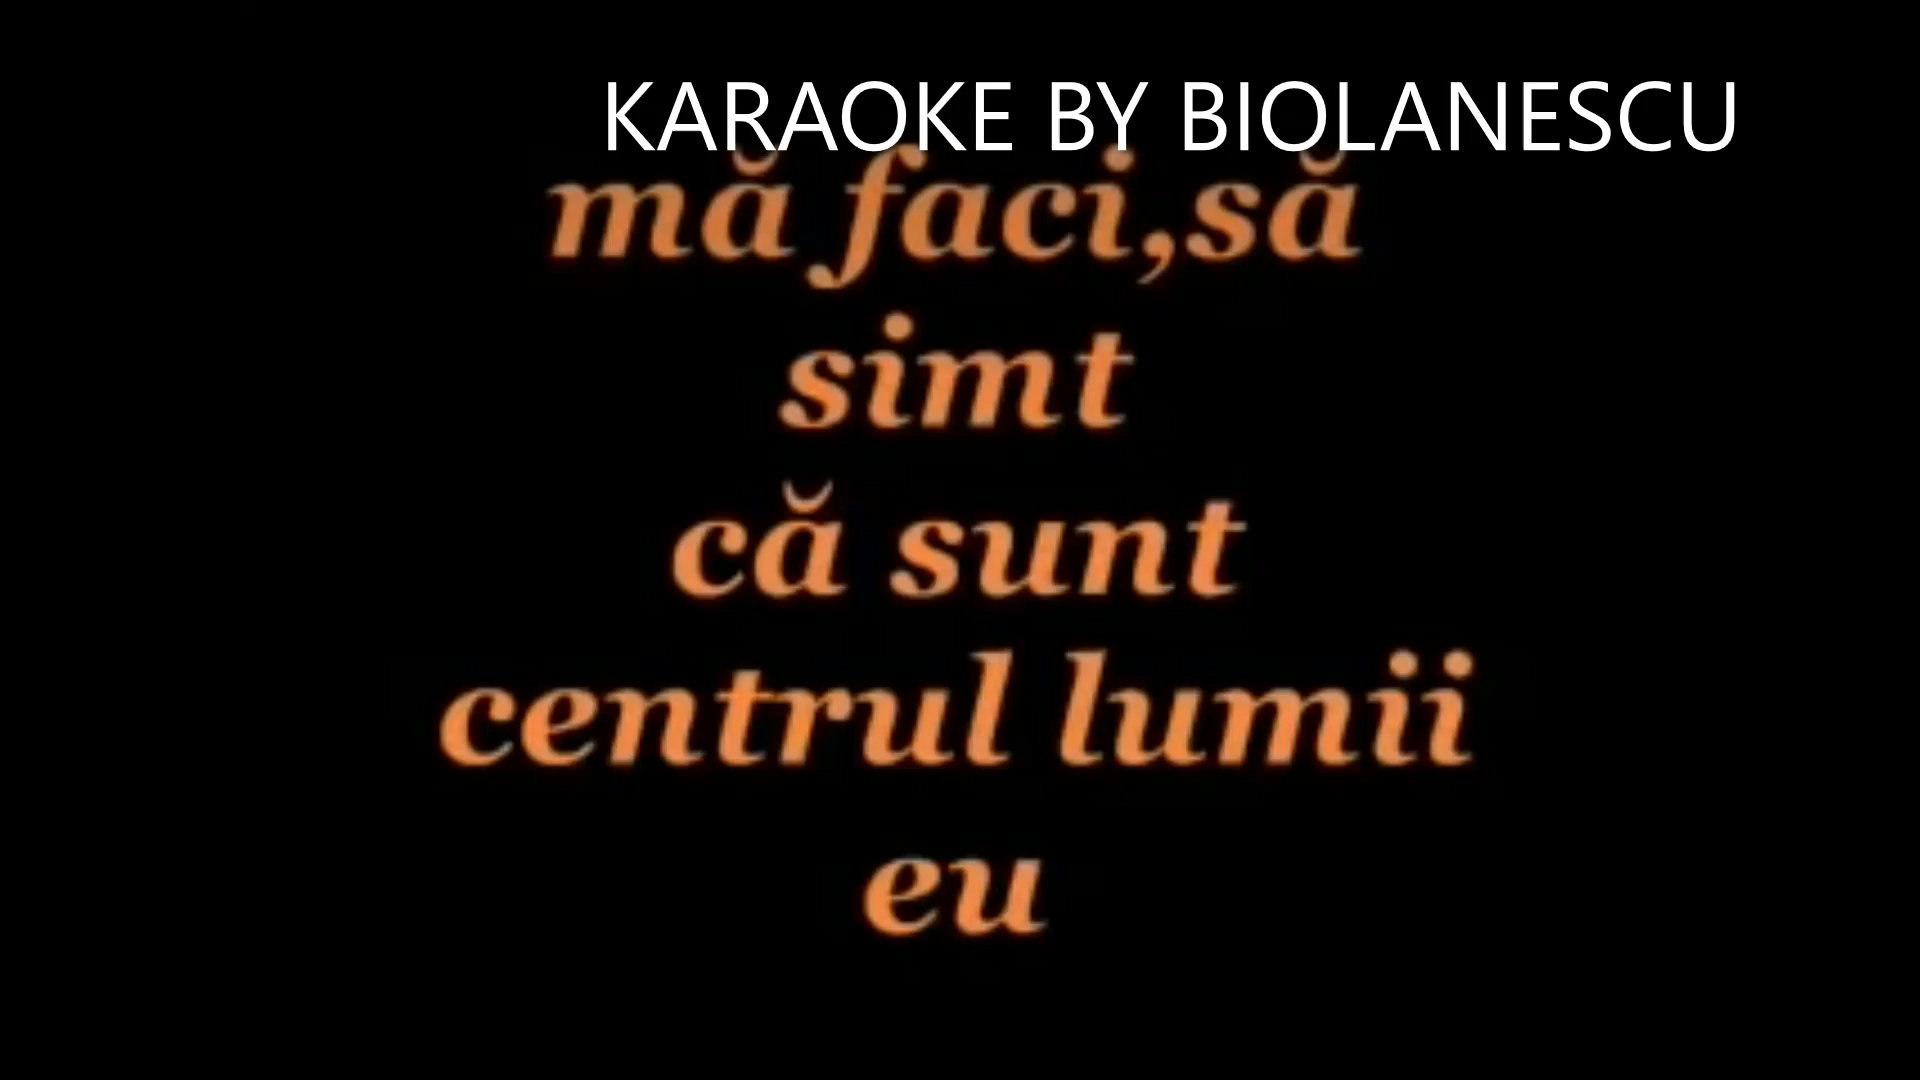 KARAOKE BY BIOLANESCU
mă faci,să
simt
că sunt
centrul lumii
eu